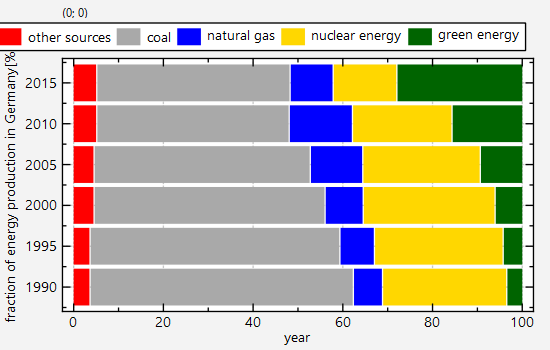 (0; 0)
other sources coal natural gas nuclear energy green energy
fraction of energy production in Germany[%
2015
2010
2005
2000
1995
1990
0 20 40 60 80 100
year